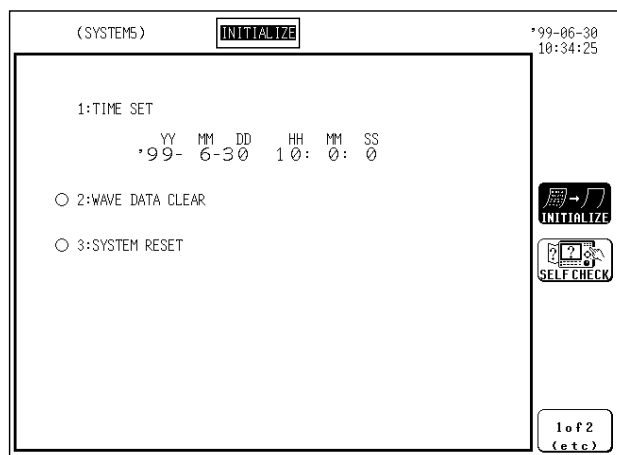 (SYSTEM5) INITIALIZE '99-06-30
10:34:25
1:TIME SET
YY MM DD HH MM SS
'99- 6-30 10: 0: 0
2:WAVE DATA CLEAR
3:SYSTEM RESET
INITIALIZE
? ?
SELF CHECK
1of2
(etc)